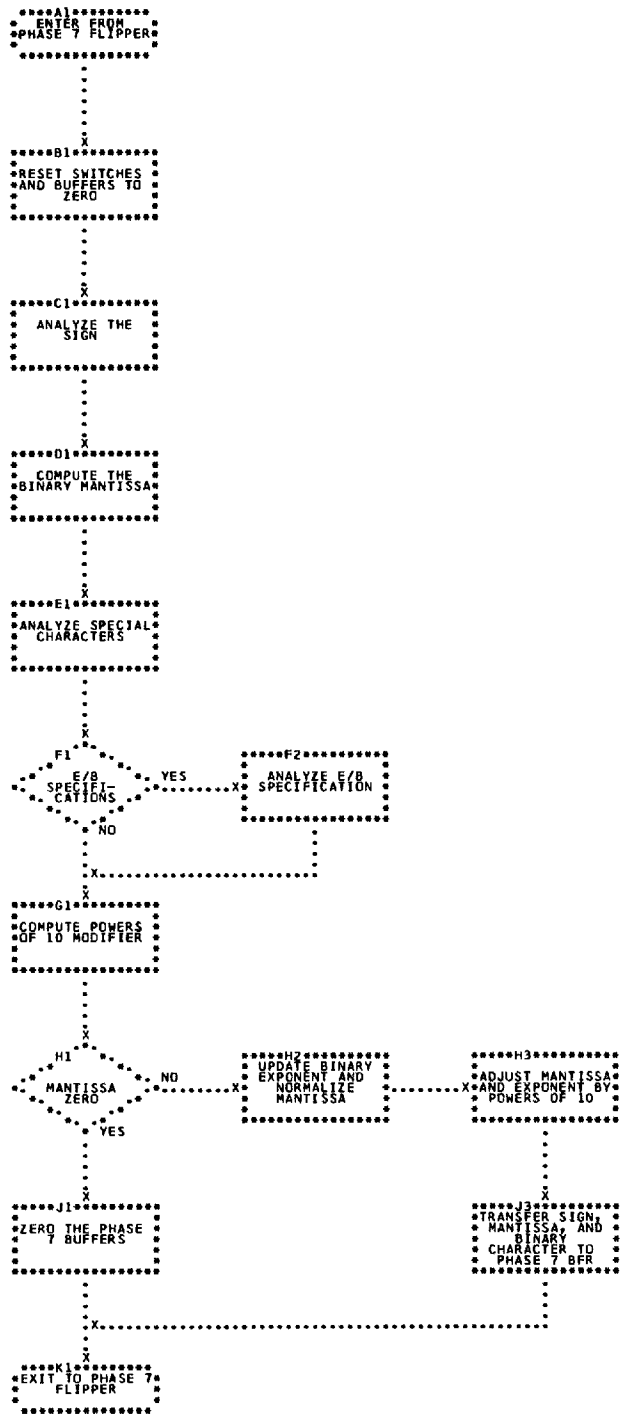 A1
ENTER FROM
PHASE 7 FLIPPER
X
B1
RESET SWITCHES
AND BUFFERS TO
ZERO
X
C1
ANALYZE THE
SIGN
X
D1
COMPUTE THE
BINARY MANTISSA
X
E1
ANALYZE SPECIAL
CHARACTERS
X
F1
E/B
SPECIFI-
CATIONS
YES
NO
X
F2
ANALYZE E/B
SPECIFICATION
X
X
G1
COMPUTE POWERS
OF 10 MODIFIER
X
H1
MANTISSA
ZERO
NO
YES
X
H2
UPDATE BINARY
EXPONENT AND
NORMALIZE
MANTISSA
X
H3
ADJUST MANTISSA
AND EXPONENT BY
POWERS OF 10
X
J1
ZERO THE PHASE
7 BUFFERS
X
J3
TRANSFER SIGN,
MANTISSA, AND
BINARY
CHARACTER TO
PHASE 7 BFR
X
X
K1
EXIT TO PHASE 7
FLIPPER